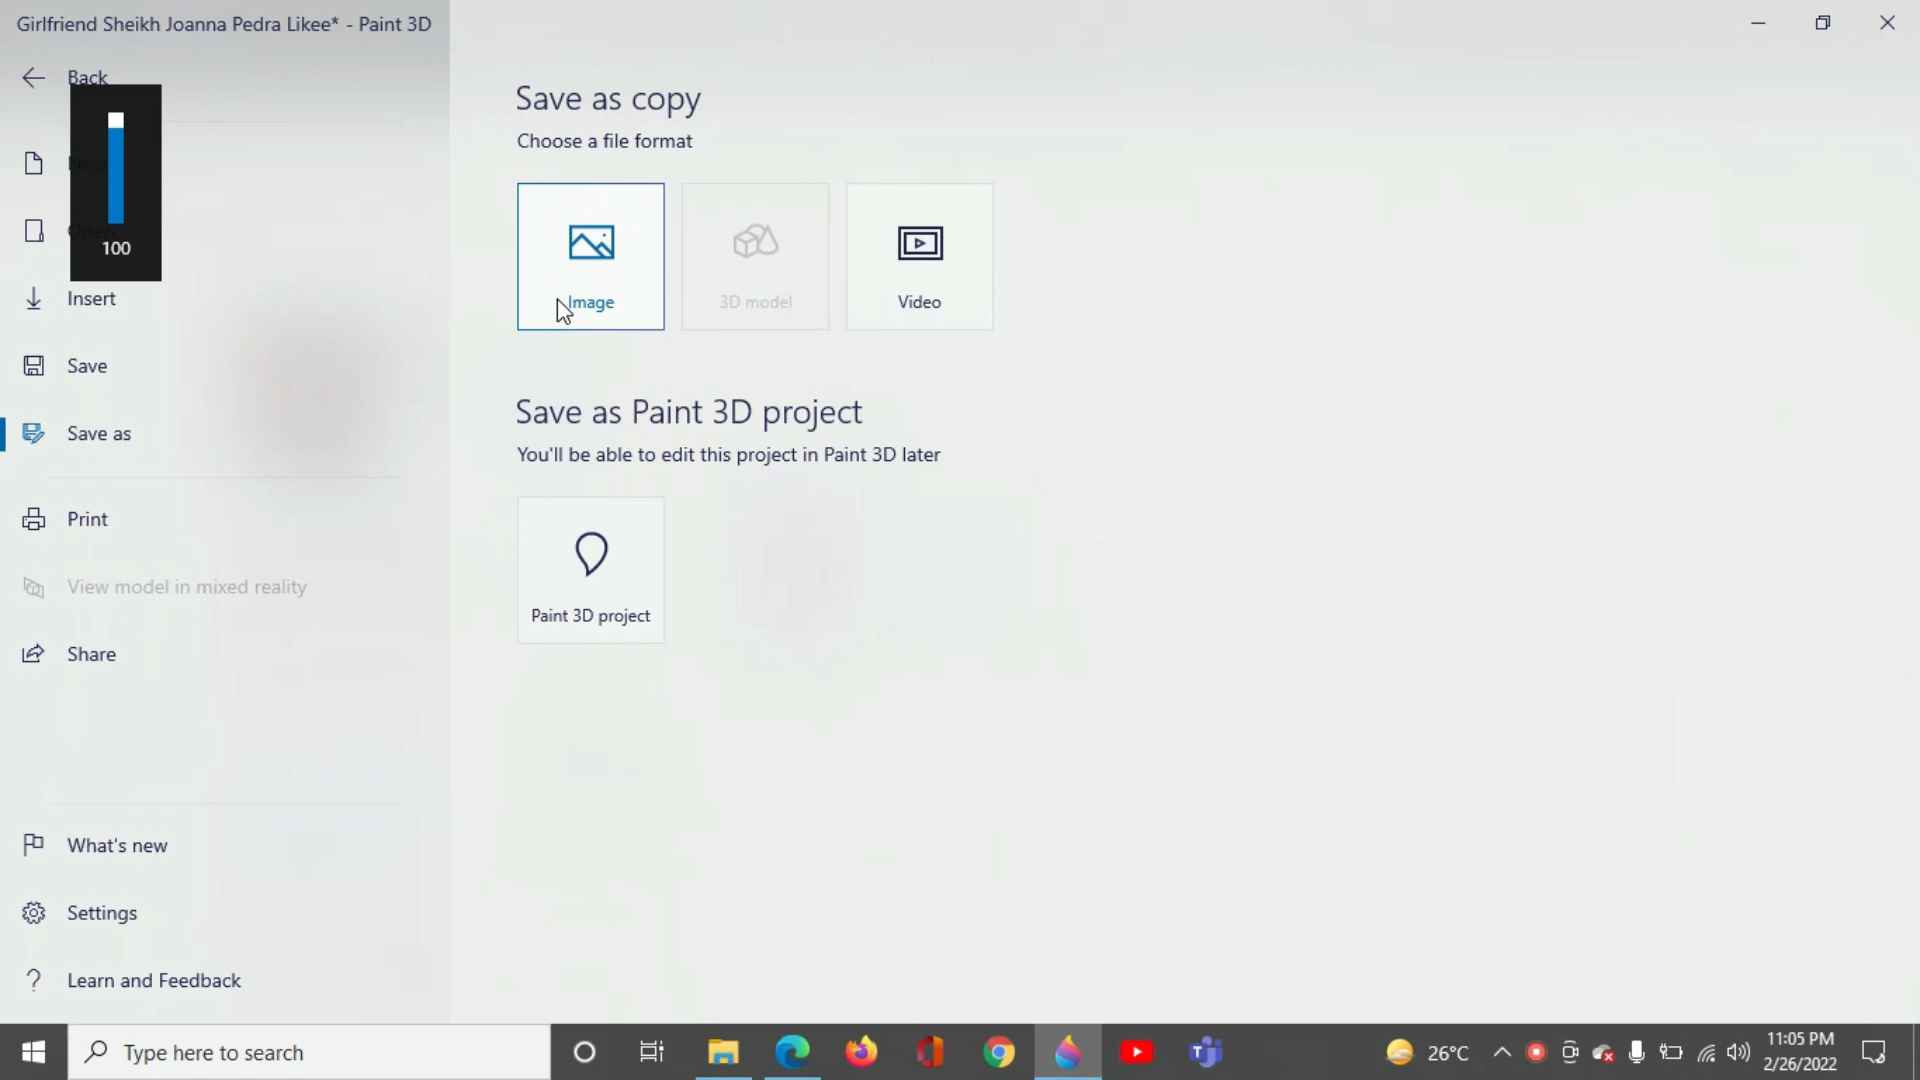 Girlfriend Sheikh Joanna Pedra Likee* - Paint 3D
Back
New
Open
100
Insert
Save
Save as
Print
View model in mixed reality
Share
What's new
Settings
Learn and Feedback
Save as copy
Choose a file format
Image
3D model
Video
Save as Paint 3D project
You'll be able to edit this project in Paint 3D later
Paint 3D project
Type here to search
26°C
11:05 PM
2/26/2022